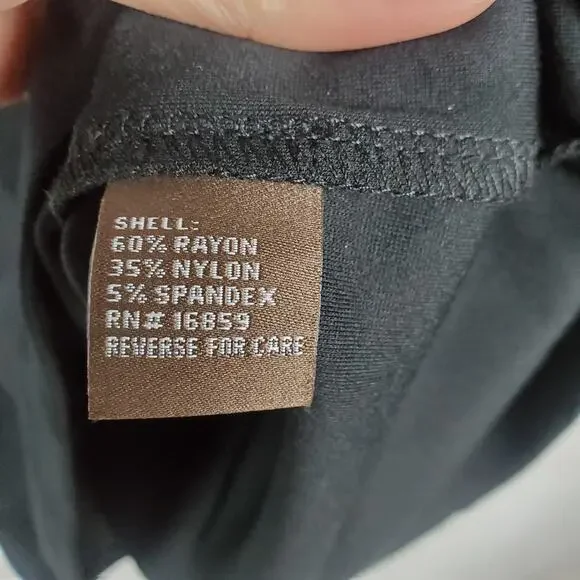 SHELL:
60% RAYON
35% NYLON
5% SPANDEX
RN# 16859
REVERSE FOR CARE